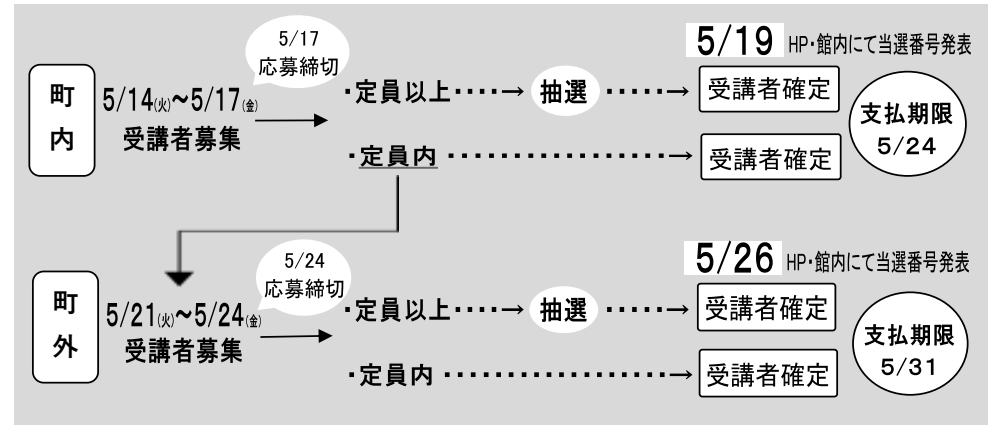 町内
5/14(火)~5/17(金)
受講者募集
5/17
応募締切
・定員以上・・・・→ 抽選 ・・・・・→ 受講者確定
・定員内・・・・・・・・・・・・・・・→ 受講者確定
5/19 HP・館内にて当選番号発表
支払期限
5/24
町外
5/21(火)~5/24(金)
受講者募集
5/24
応募締切
・定員以上・・・・→ 抽選 ・・・・・→ 受講者確定
・定員内・・・・・・・・・・・・・・・→ 受講者確定
5/26 HP・館内にて当選番号発表
支払期限
5/31